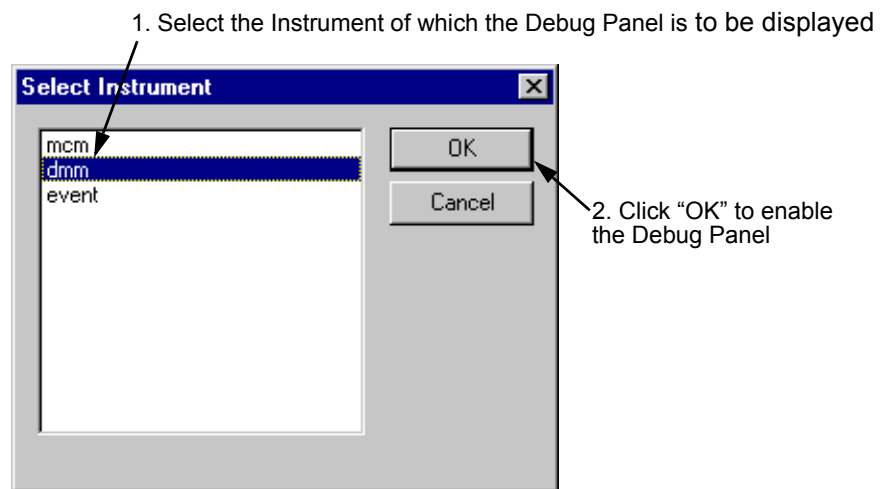 1. Select the Instrument of which the Debug Panel is to be displayed
Select Instrument
mcm
dmm
event
OK
Cancel
2. Click “OK” to enable
the Debug Panel